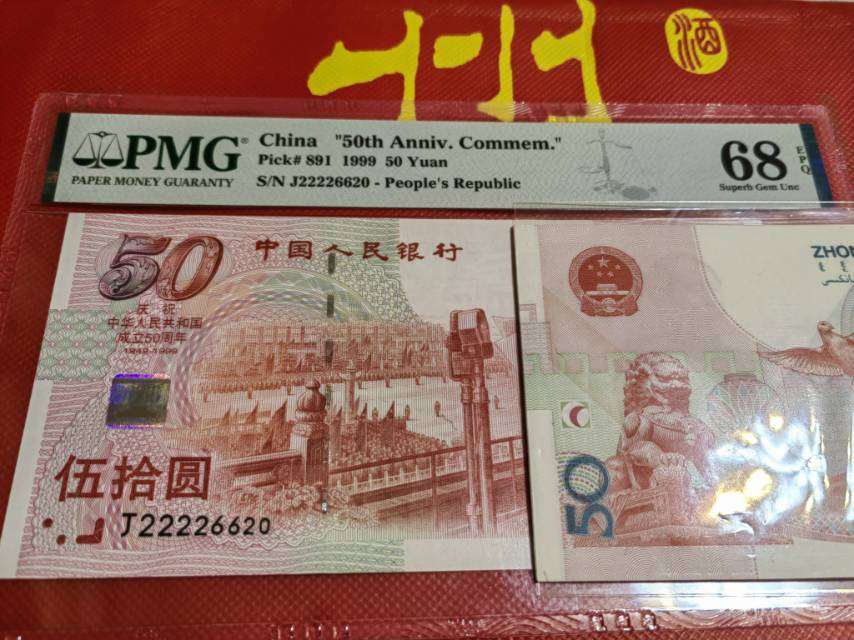 州
酒
PMG
PAPER MONEY GUARANTY
China "50th Anniv. Commem."
Pick# 891 1999 50 Yuan
S/N J22226620 - People's Republic
68
EPQ
Superb Gem Unc
50
中国人民银行
庆祝
中华人民共和国
成立50周年
1949-1999
伍拾圆
J22226620
ZHON
50